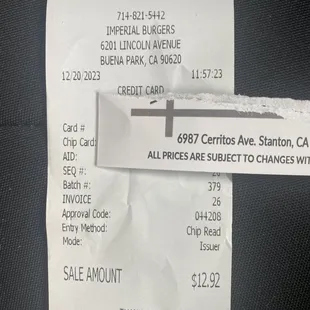 714-821-5442
IMPERIAL BURGERS
6201 LINCOLN AVENUE
BUENA PARK, CA 90620
12/20/2023 11:57:23
CREDIT CARD
6987 Cerritos Ave. Stanton, CA
ALL PRICES ARE SUBJECT TO CHANGES WIT
Card #
Chip Card:
AID:
SEQ #:
Batch #: 379
INVOICE 26
Approval Code: 044208
Entry Method: Chip Read
Mode: Issuer
SALE AMOUNT $12.92